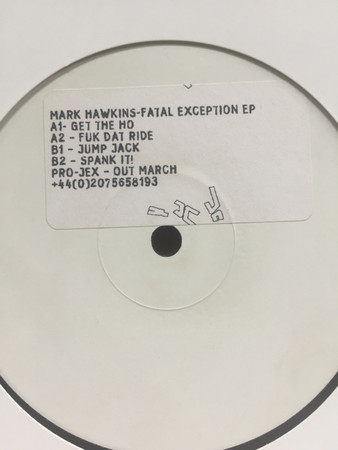 MARK HAWKINS-FATAL EXCEPTION EP
A1- GET THE HO
A2 - FUK DAT RIDE
B1 - JUMP JACK
B2 - SPANK IT!
PRO-JEX - OUT MARCH
+44(0)2075658193